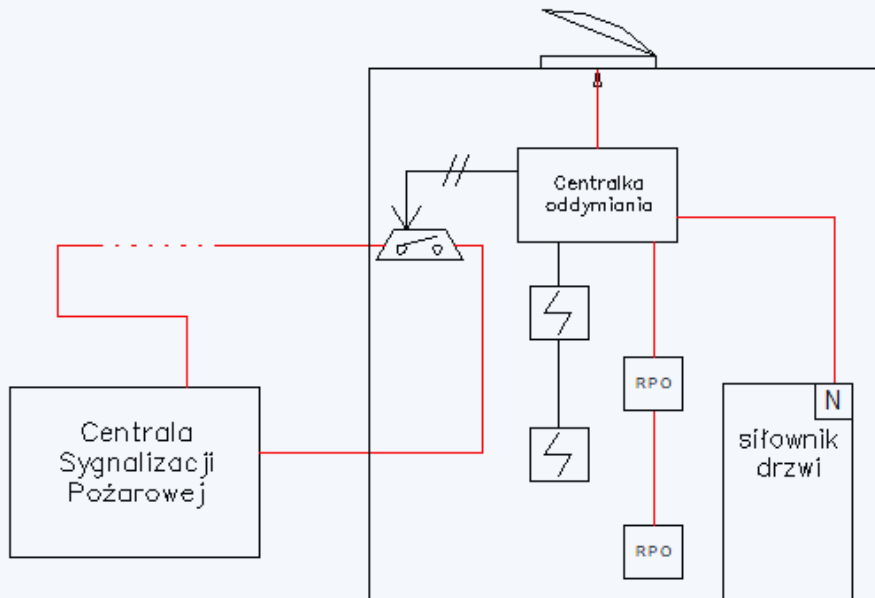 Centralka
oddymiania
RPO
N
siłownik
drzwi
Centrala
Sygnalizacji
Pożarowej
RPO